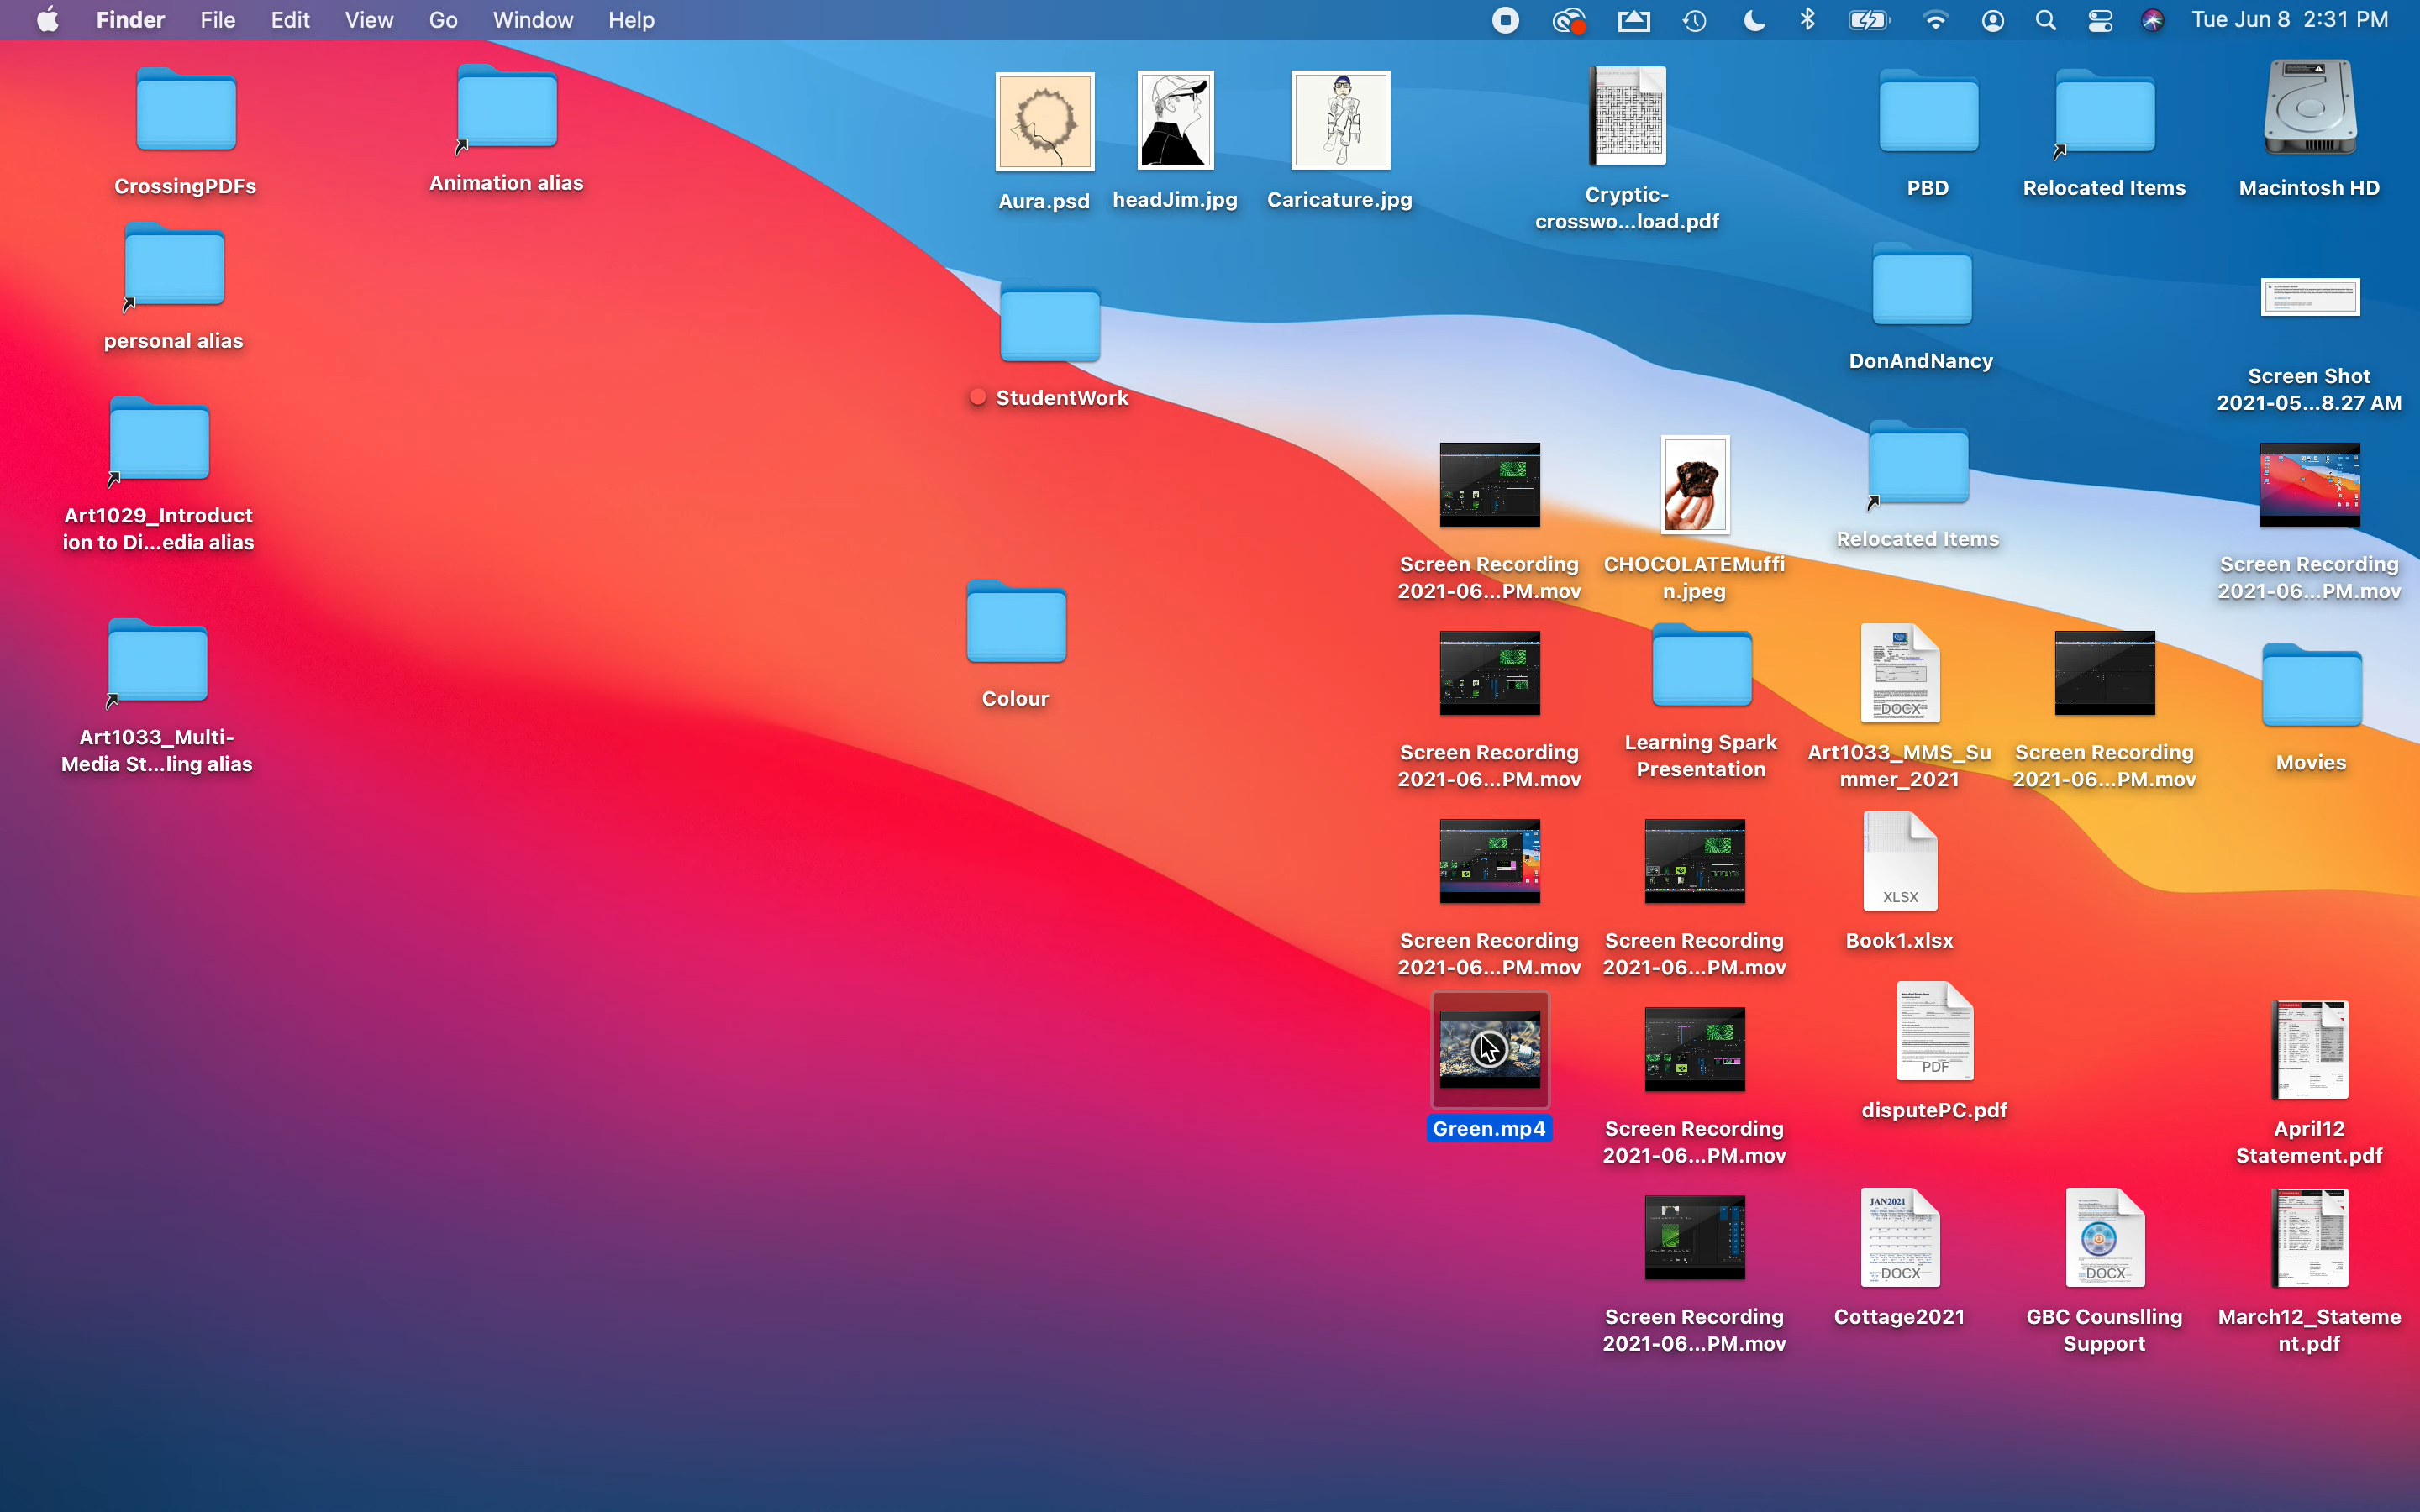 Finder File Edit View Go Window Help Tue Jun 8 2:31 PM
CrossingPDFs
Animation alias
Aura.psd
headJim.jpg
Caricature.jpg
Cryptic-
crosswo...load.pdf
PBD
Relocated Items
Macintosh HD
personal alias
StudentWork
DonAndNancy
Screen Shot
2021-05...8.27 AM
Art1029_Introduct
ion to Di...edia alias
Screen Recording
2021-06...PM.mov
CHOCOLATEMuffi
n.jpeg
Relocated Items
Screen Recording
2021-06...PM.mov
Art1033_Multi-
Media St...ling alias
Colour
Screen Recording
2021-06...PM.mov
Learning Spark
Presentation
DOCX
Art1033_MMS_Su
mmer_2021
Screen Recording
2021-06...PM.mov
Movies
Screen Recording
2021-06...PM.mov
Screen Recording
2021-06...PM.mov
XLSX
Book1.xlsx
Green.mp4
Screen Recording
2021-06...PM.mov
PDF
disputePC.pdf
April12
Statement.pdf
Screen Recording
2021-06...PM.mov
JAN2021
DOCX
Cottage2021
DOCX
GBC Counslling
Support
March12_Stateme
nt.pdf